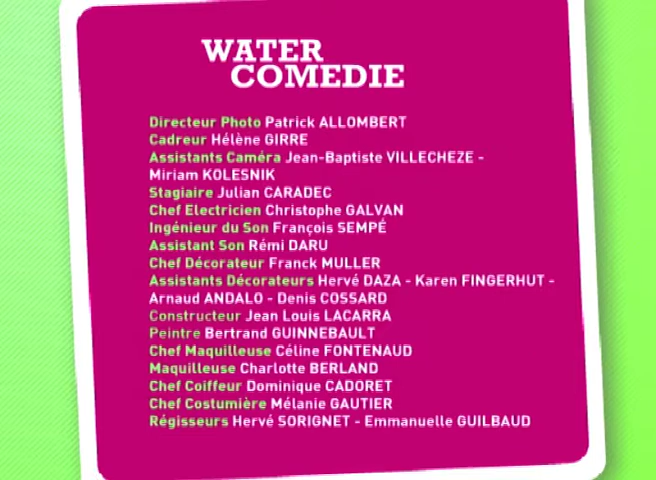 WATER
COMEDIE
Directeur Photo Patrick ALLOMBERT
Cadreur Hélène GIRRE
Assistants Caméra Jean-Baptiste VILLECHEZE -
Miriam KOLESNIK
Stagiaire Julian CARADEC
Chef Electricien Christophe GALVAN
Ingénieur du Son François SEMPÉ
Assistant Son Rémi DARU
Chef Décorateur Franck MULLER
Assistants Décorateurs Hervé DAZA - Karen FINGERHUT -
Arnaud ANDALO - Denis COSSARD
Constructeur Jean Louis LACARRA
Peintre Bertrand GUINNEBAULT
Chef Maquilleuse Céline FONTENAUD
Maquilleuse Charlotte BERLAND
Chef Coiffeur Dominique CADORET
Chef Costumière Mélanie GAUTIER
Régisseurs Hervé SORIGNET - Emmanuelle GUILBAUD